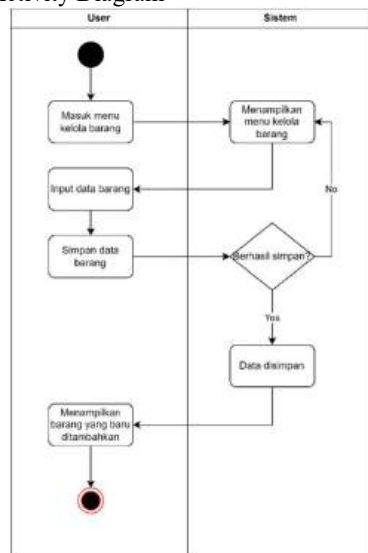 ctivity Diagram
User
Sistem
Masuk menu
kelola barang
Menampilkan
menu kelola
barang
Input data barang
No
Simpan data
barang
Berhasil simpan?
Yes
Data disimpan
Menampilkan
barang yang baru
ditambahkan